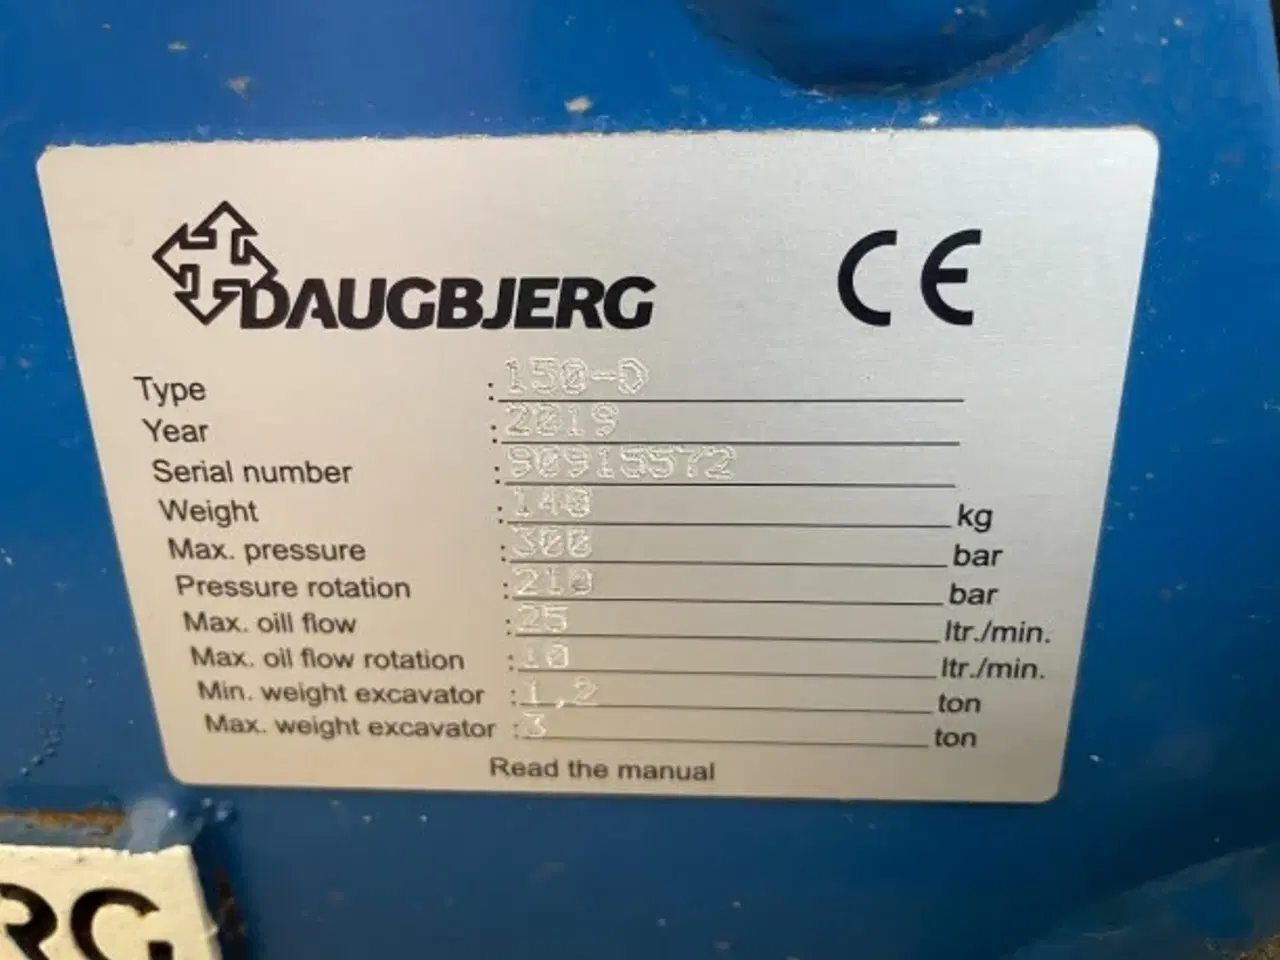 DAUGBJERG CE
Type : 150-D
Year : 2019
Serial number : 80915572
Weight : 140 kg
Max. pressure : 300 bar
Pressure rotation : 210 bar
Max. oill flow : 25 ltr./min.
Max. oil flow rotation : 10 ltr./min.
Min. weight excavator : 1,2 ton
Max. weight excavator : 3 ton
Read the manual
RG